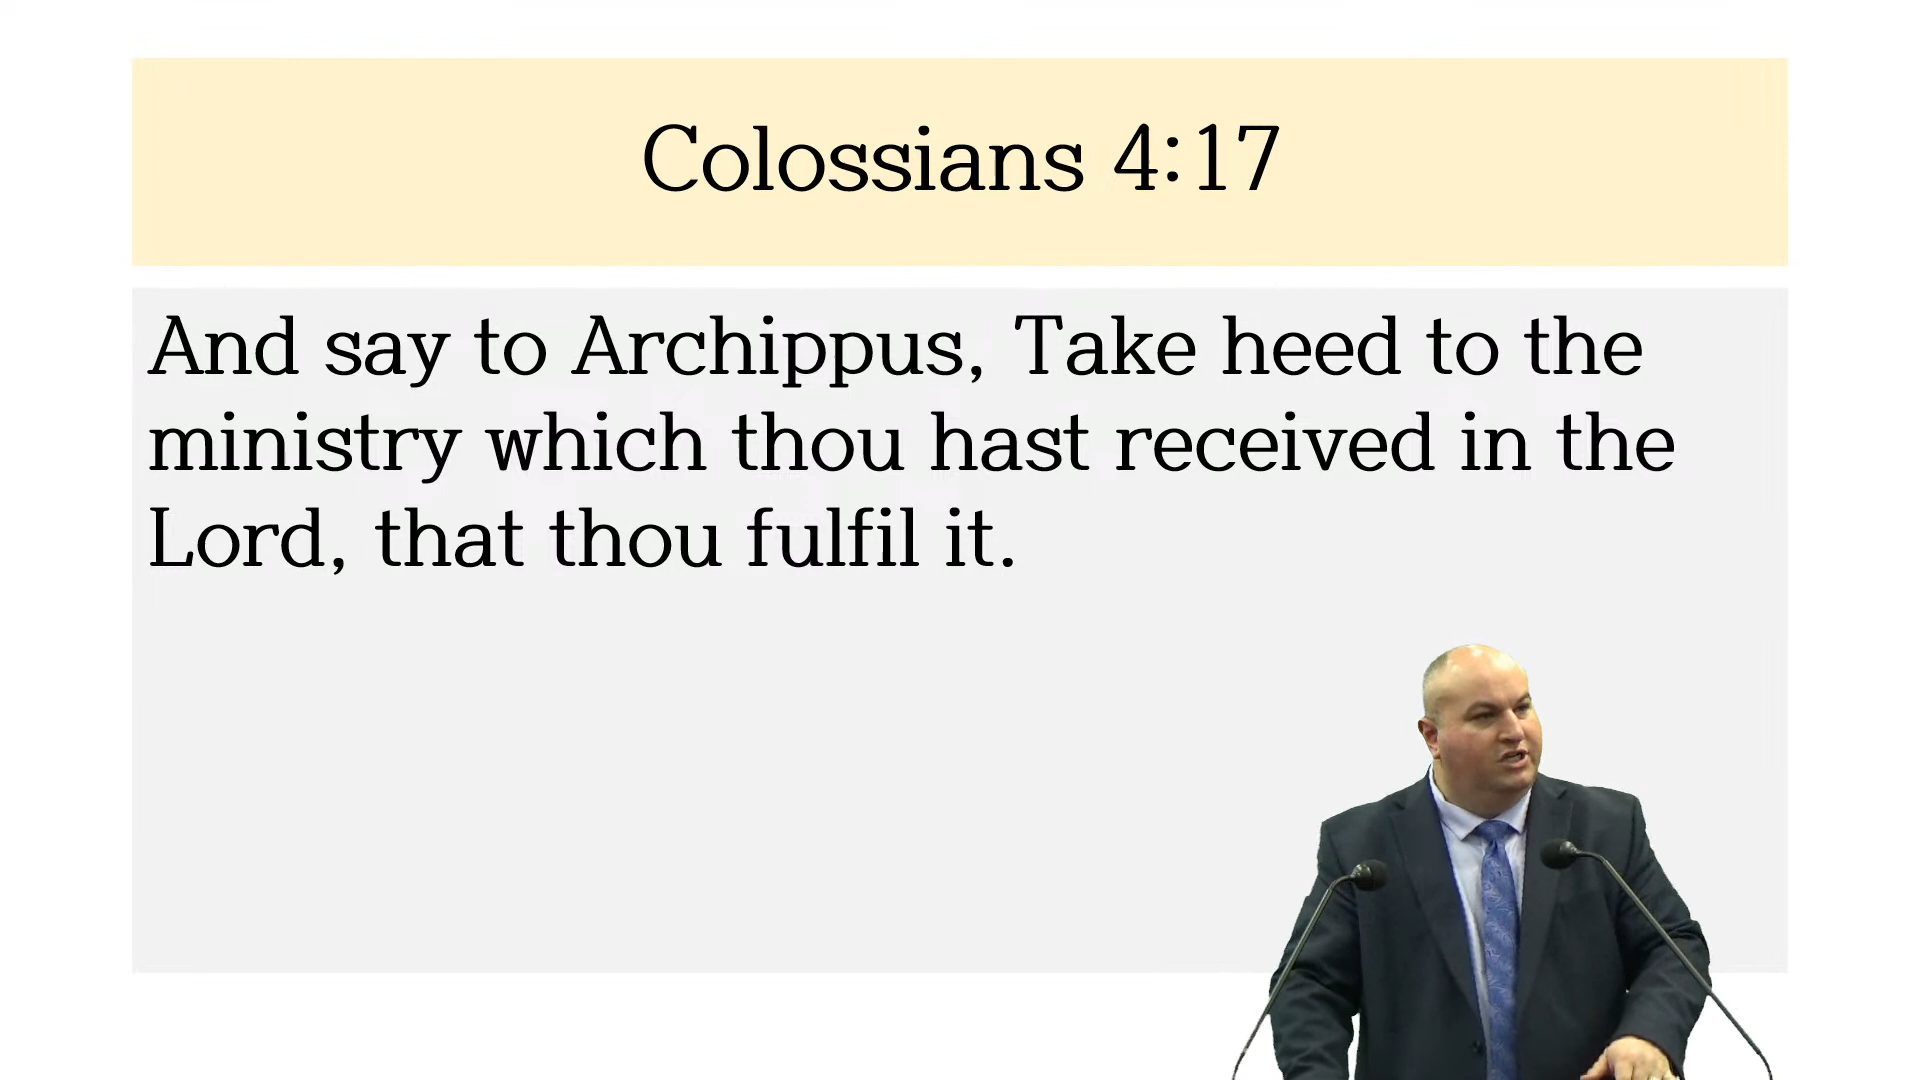 Colossians 4:17
And say to Archippus, Take heed to the
ministry which thou hast received in the
Lord, that thou fulfil it.